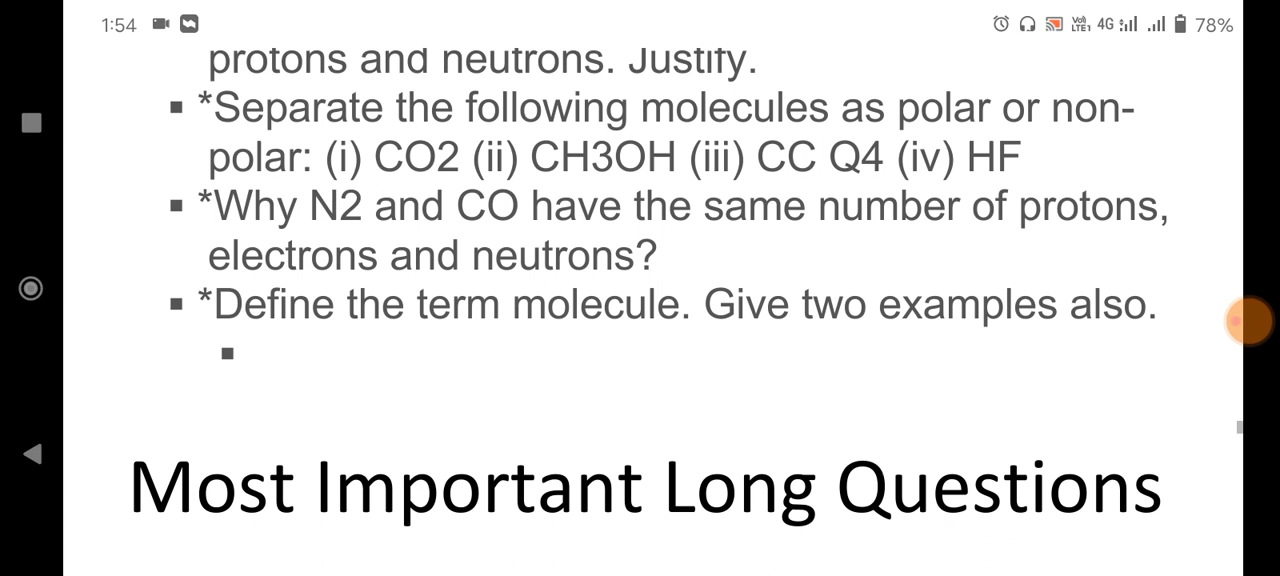 1:54 VoD LTE1 4G 78%
protons and neutrons. Justify.
▪ *Separate the following molecules as polar or non-
polar: (i) CO2 (ii) CH3OH (iii) CC Q4 (iv) HF
▪ *Why N2 and CO have the same number of protons,
electrons and neutrons?
▪ *Define the term molecule. Give two examples also.
▪
Most Important Long Questions